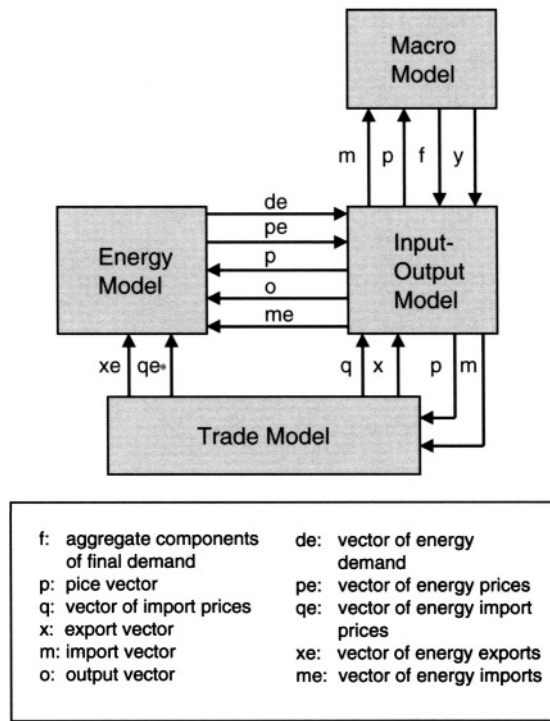 Macro
Model
m p f y
de
pe
p
o
me
Energy
Model
Input-
Output
Model
xe qe q x p m
Trade Model
f: aggregate components
of final demand
p: pice vector
q: vector of import prices
x: export vector
m: import vector
o: output vector
de: vector of energy
demand
pe: vector of energy prices
qe: vector of energy import
prices
xe: vector of energy exports
me: vector of energy imports